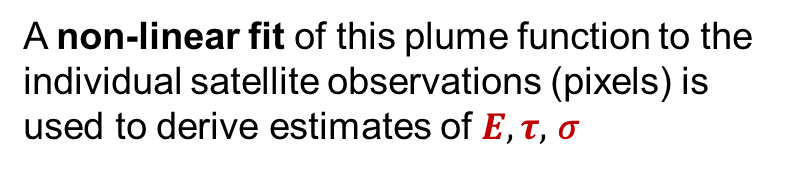 A non-linear fit of this plume function to the
individual satellite observations (pixels) is
used to derive estimates of E, τ, σ